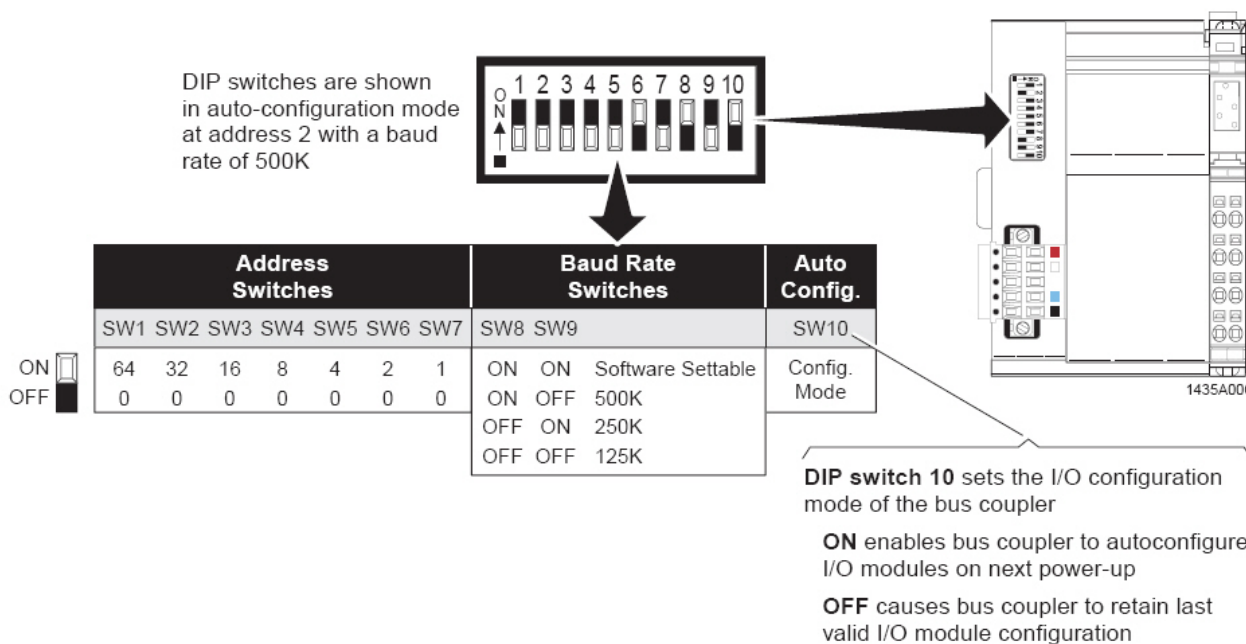 DIP switches are shown
in auto-configuration mode
at address 2 with a baud
rate of 500K
ON
1 2 3 4 5 6 7 8 9 10
Address
Switches
Baud Rate
Switches
Auto
Config.
SW1 SW2 SW3 SW4 SW5 SW6 SW7 SW8 SW9 SW10
ON 64 32 16 8 4 2 1 ON ON Software Settable Config.
OFF 0 0 0 0 0 0 0 ON OFF 500K Mode
OFF ON 250K
OFF OFF 125K
1435A000
DIP switch 10 sets the I/O configuration
mode of the bus coupler
ON enables bus coupler to autoconfigure
I/O modules on next power-up
OFF causes bus coupler to retain last
valid I/O module configuration